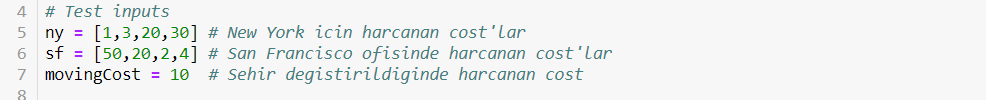 4 # Test inputs
5 ny = [1,3,20,30] # New York icin harcanan cost'lar
6 sf = [50,20,2,4] # San Francisco ofisinde harcanan cost'lar
7 movingCost = 10 # Sehir degistirildiginde harcanan cost
8